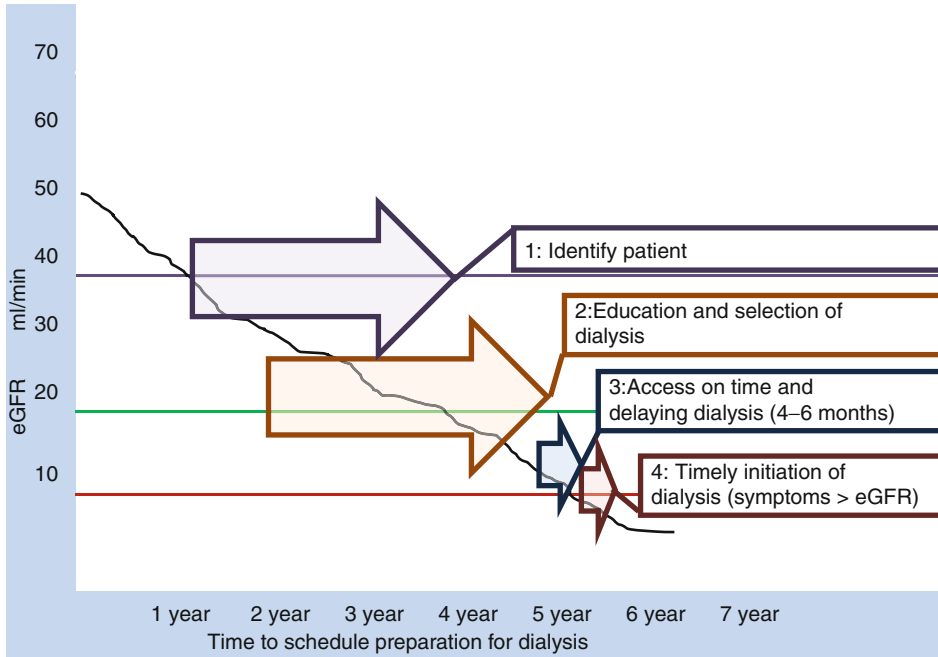 70
60
50
40
30
20
10
eGFR ml/min
1: Identify patient
2:Education and selection of
dialysis
3:Access on time and
delaying dialysis (4–6 months)
4: Timely initiation of
dialysis (symptoms > eGFR)
1 year 2 year 3 year 4 year 5 year 6 year 7 year
Time to schedule preparation for dialysis